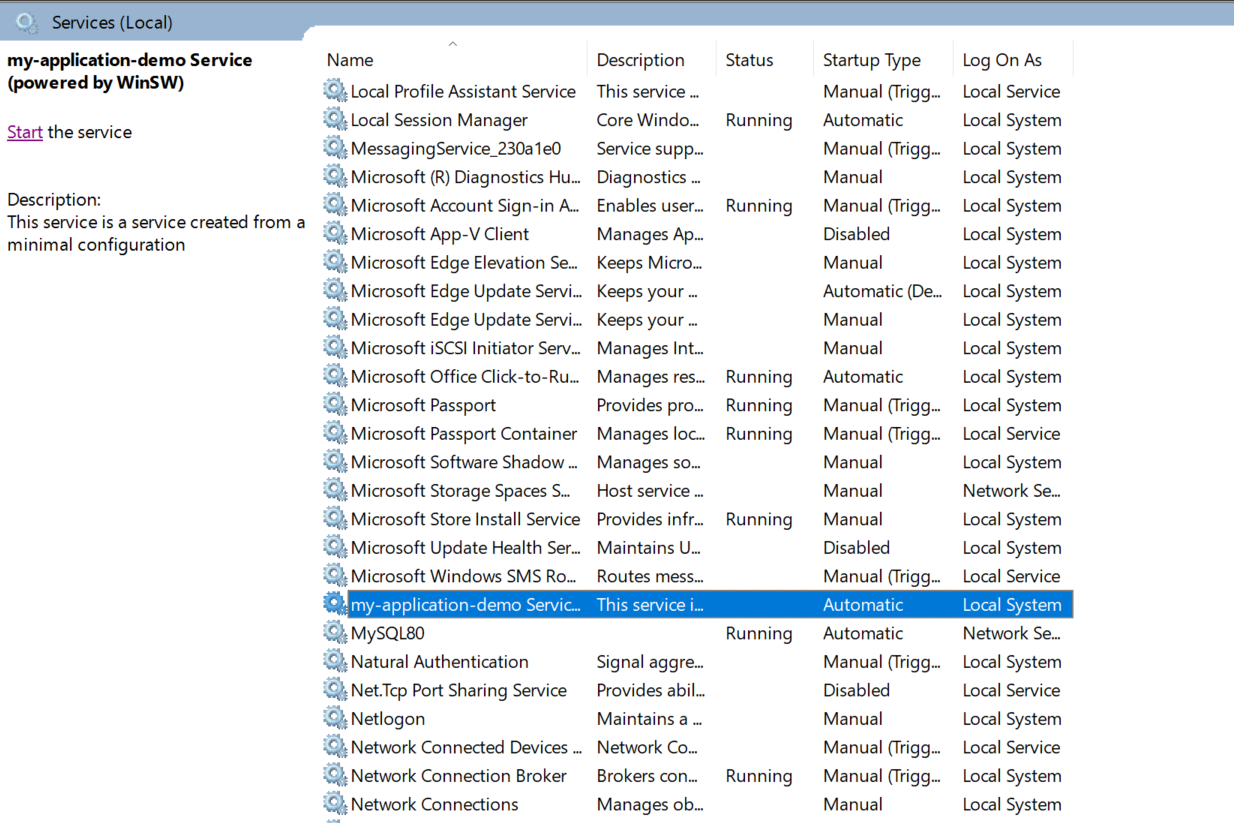 Services (Local)
my-application-demo Service
(powered by WinSW)
Start the service
Description:
This service is a service created from a
minimal configuration
Name Description Status Startup Type Log On As
Local Profile Assistant Service This service ... Manual (Trigg... Local Service
Local Session Manager Core Windo... Running Automatic Local System
MessagingService_230a1e0 Service supp... Manual (Trigg... Local System
Microsoft (R) Diagnostics Hu... Diagnostics ... Manual Local System
Microsoft Account Sign-in A... Enables user... Running Manual (Trigg... Local System
Microsoft App-V Client Manages Ap... Disabled Local System
Microsoft Edge Elevation Se... Keeps Micro... Manual Local System
Microsoft Edge Update Servi... Keeps your ... Automatic (De... Local System
Microsoft Edge Update Servi... Keeps your ... Manual Local System
Microsoft iSCSI Initiator Serv... Manages Int... Manual Local System
Microsoft Office Click-to-Ru... Manages res... Running Automatic Local System
Microsoft Passport Provides pro... Running Manual (Trigg... Local System
Microsoft Passport Container Manages loc... Running Manual (Trigg... Local Service
Microsoft Software Shadow ... Manages so... Manual Local System
Microsoft Storage Spaces S... Host service ... Manual Network Se...
Microsoft Store Install Service Provides infr... Running Manual Local System
Microsoft Update Health Ser... Maintains U... Disabled Local System
Microsoft Windows SMS Ro... Routes mess... Manual (Trigg... Local Service
my-application-demo Servic... This service i... Automatic Local System
MySQL80 Running Automatic Network Se...
Natural Authentication Signal aggre... Manual (Trigg... Local System
Net.Tcp Port Sharing Service Provides abil... Disabled Local Service
Netlogon Maintains a ... Manual Local System
Network Connected Devices ... Network Co... Manual (Trigg... Local Service
Network Connection Broker Brokers con... Running Manual (Trigg... Local System
Network Connections Manages ob... Manual Local System